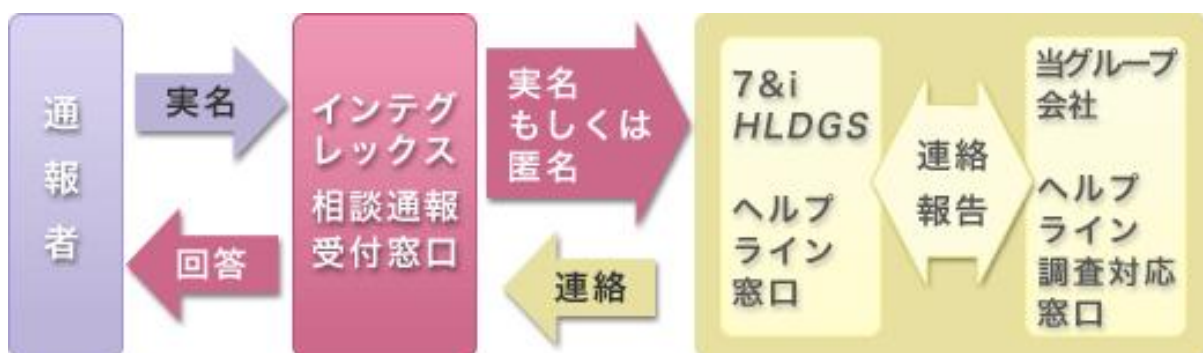 通報者
実名
回答
インテグ
レックス
相談通報
受付窓口
実名
もしくは
匿名
連絡
7&i
HLDGS
ヘルプ
ライン
窓口
連絡
報告
当グループ
会社
ヘルプ
ライン
調査対応
窓口